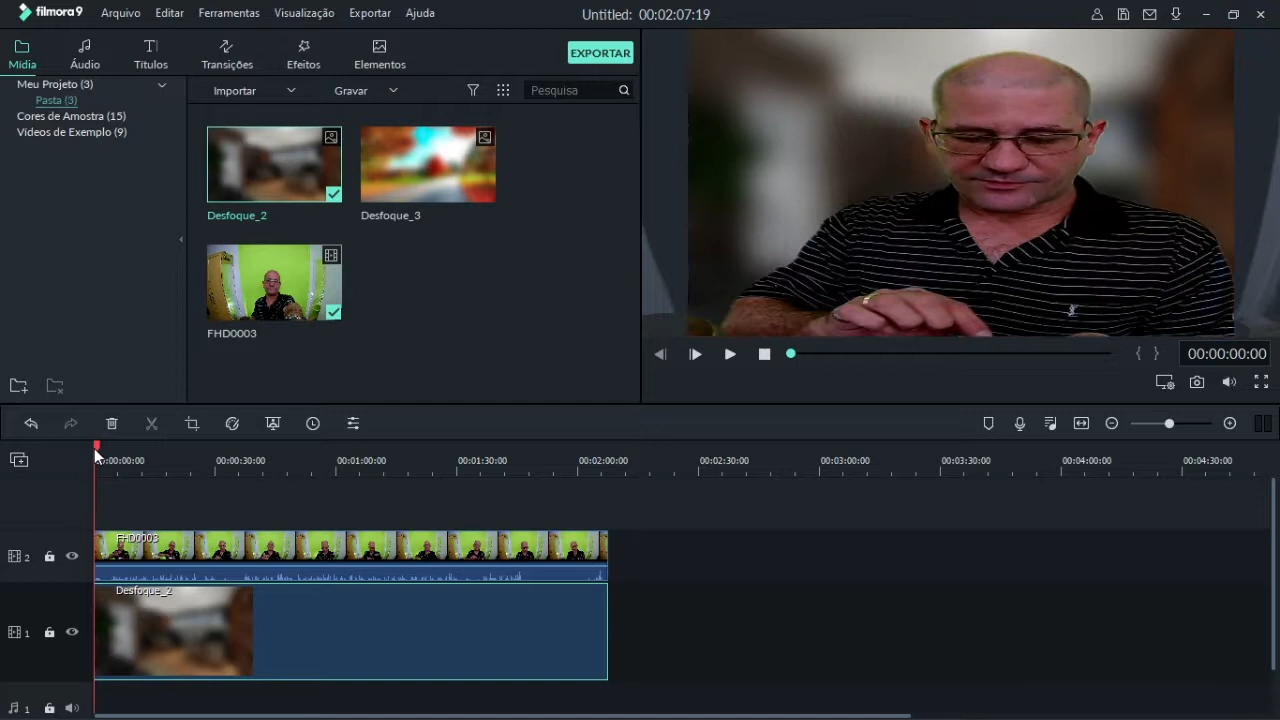 filmora9
Arquivo Editar Ferramentas Visualização Exportar Ajuda
Untitled: 00:02:07:19
Mídia Áudio Títulos Transições Efeitos Elementos
EXPORTAR
Meu Projeto (3)
Pasta (3)
Cores de Amostra (15)
Vídeos de Exemplo (9)
Importar Gravar Pesquisa
Desfoque_2 Desfoque_3
FHD0003
00:00:00:00
00:00:30:00 00:01:00:00 00:01:30:00 00:02:00:00 00:02:30:00 00:03:00:00 00:03:30:00 00:04:00:00 00:04:30:00
FHD0003
2
Desfoque_2
1
1